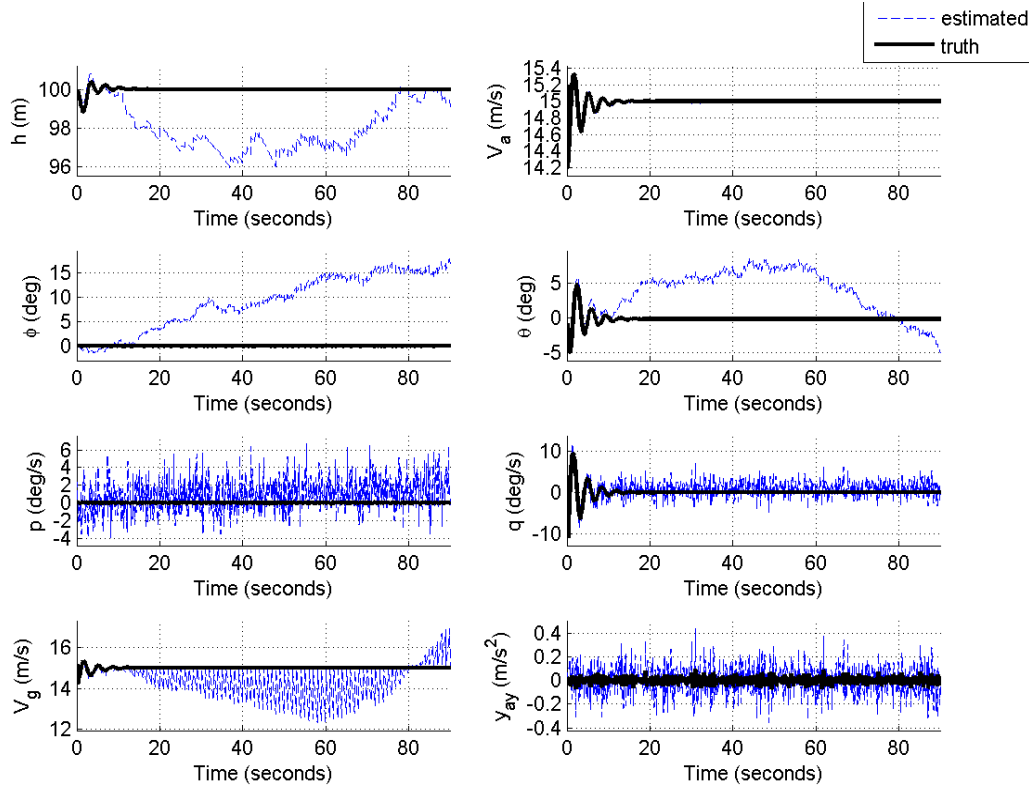 estimated
truth
h (m)
100
98
96
0 20 40 60 80
Time (seconds)
V_a (m/s)
15.4
15.2
15
14.8
14.6
14.4
14.2
0 20 40 60 80
Time (seconds)
ϕ (deg)
15
10
5
0
0 20 40 60 80
Time (seconds)
θ (deg)
5
0
-5
0 20 40 60 80
Time (seconds)
p (deg/s)
6
4
2
0
-2
-4
0 20 40 60 80
Time (seconds)
q (deg/s)
10
0
-10
0 20 40 60 80
Time (seconds)
V_g (m/s)
16
14
12
0 20 40 60 80
Time (seconds)
y_ay (m/s²)
0.4
0.2
0
-0.2
-0.4
0 20 40 60 80
Time (seconds)